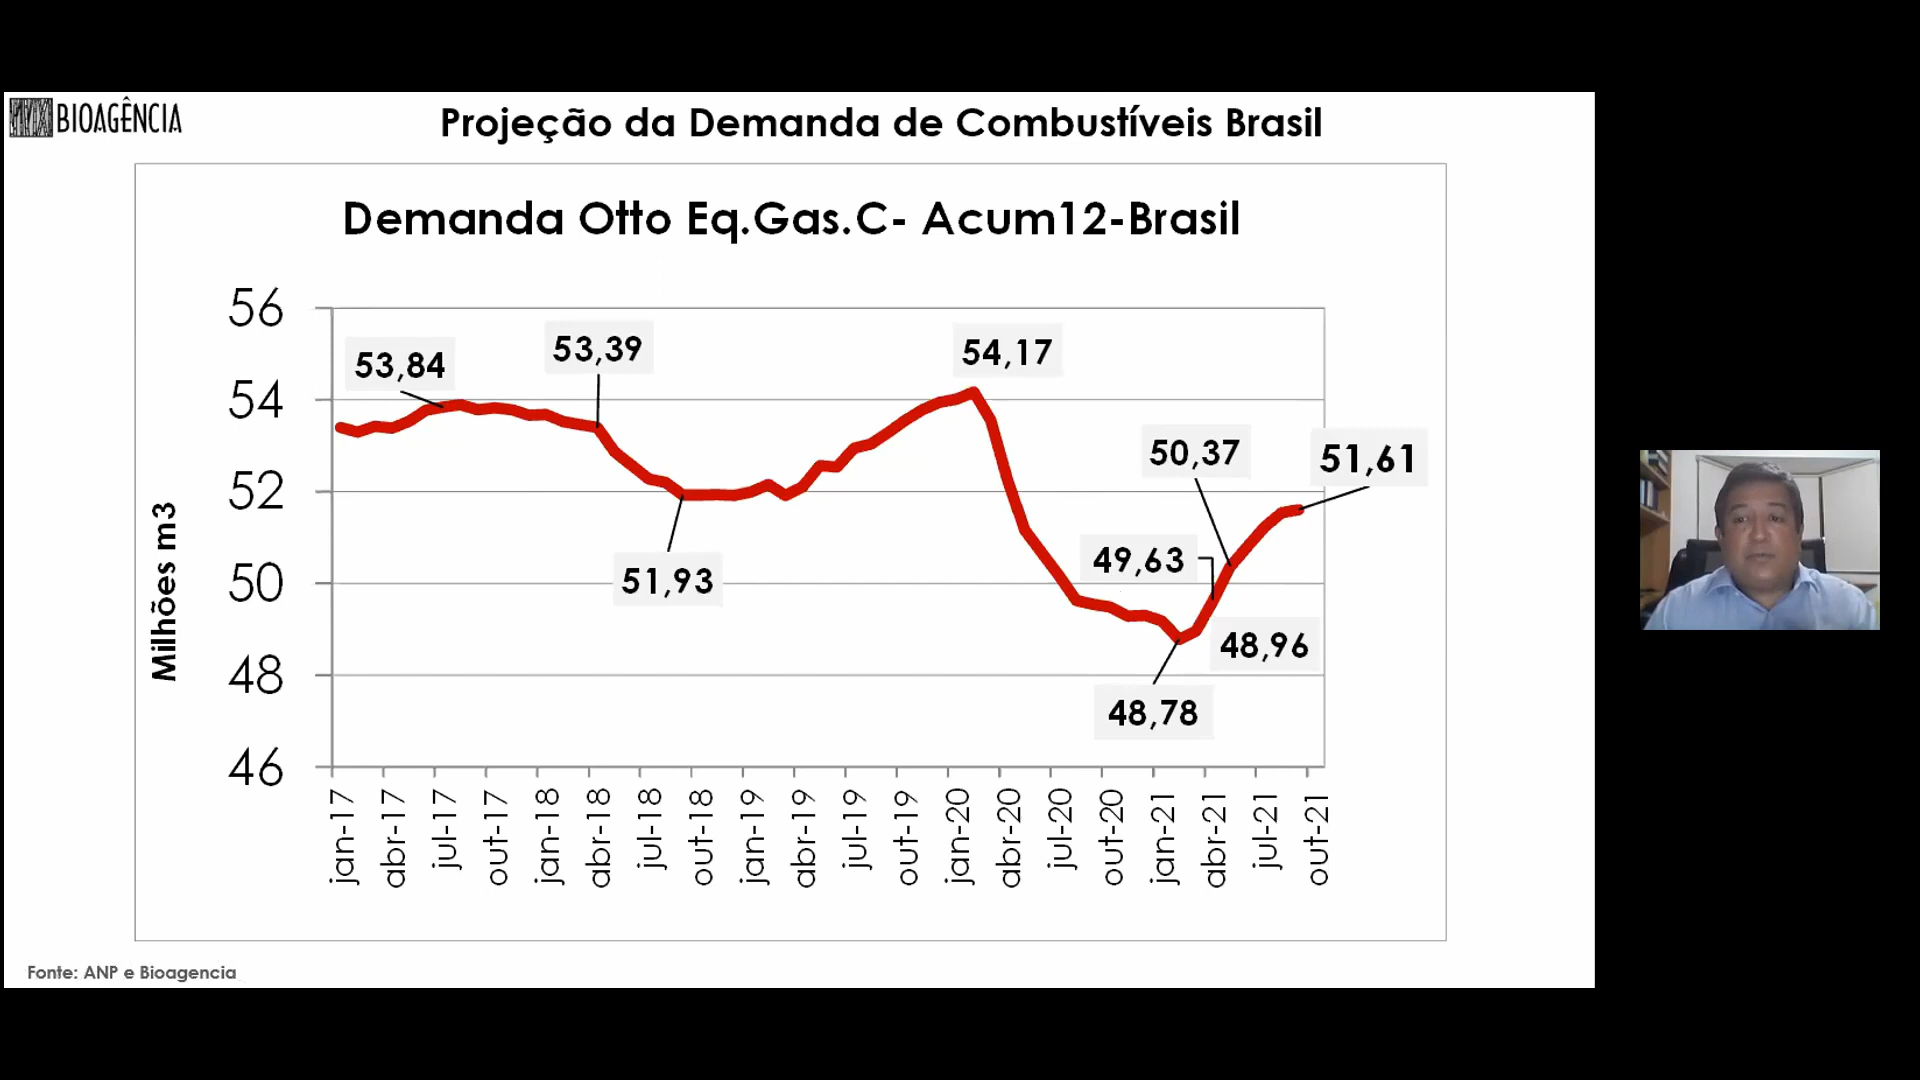 BIOAGÊNCIA
Projeção da Demanda de Combustíveis Brasil
Demanda Otto Eq.Gas.C- Acum12-Brasil
Milhões m3
56
54
52
50
48
46
53,84
53,39
51,93
54,17
49,63
50,37
48,78
48,96
51,61
jan-17
abr-17
jul-17
out-17
jan-18
abr-18
jul-18
out-18
jan-19
abr-19
jul-19
out-19
jan-20
abr-20
jul-20
out-20
jan-21
abr-21
jul-21
out-21
Fonte: ANP e Bioagencia